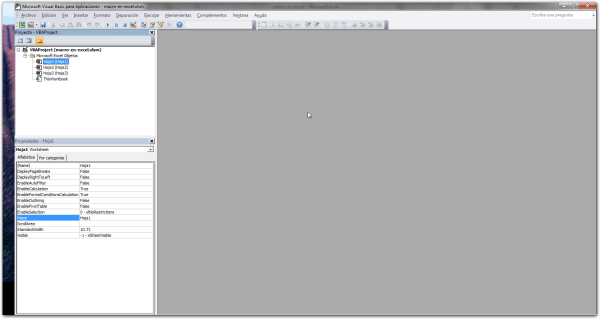 Microsoft Visual Basic para Aplicaciones - macro-en-excel.xlsm
Archivo Edición Ver Insertar Formato Depuración Ejecutar Herramientas Complementos Ventana Ayuda
Escriba una pregunta
Proyecto - VBAProject
VBAProject (macro-en-excel.xlsm)
Microsoft Excel Objetos
Hoja1 (Hoja1)
Hoja2 (Hoja2)
Hoja3 (Hoja3)
ThisWorkbook
Propiedades - Hoja1
Hoja1 Worksheet
Alfabética Por categorías
(Name) Hoja1
DisplayPageBreaks False
DisplayRightToLeft False
EnableAutoFilter False
EnableCalculation True
EnableFormatConditionsCalculation True
EnableOutlining False
EnablePivotTable False
EnableSelection 0 - xlNoRestrictions
Name Hoja1
ScrollArea
StandardWidth 10,71
Visible -1 - xlSheetVisible